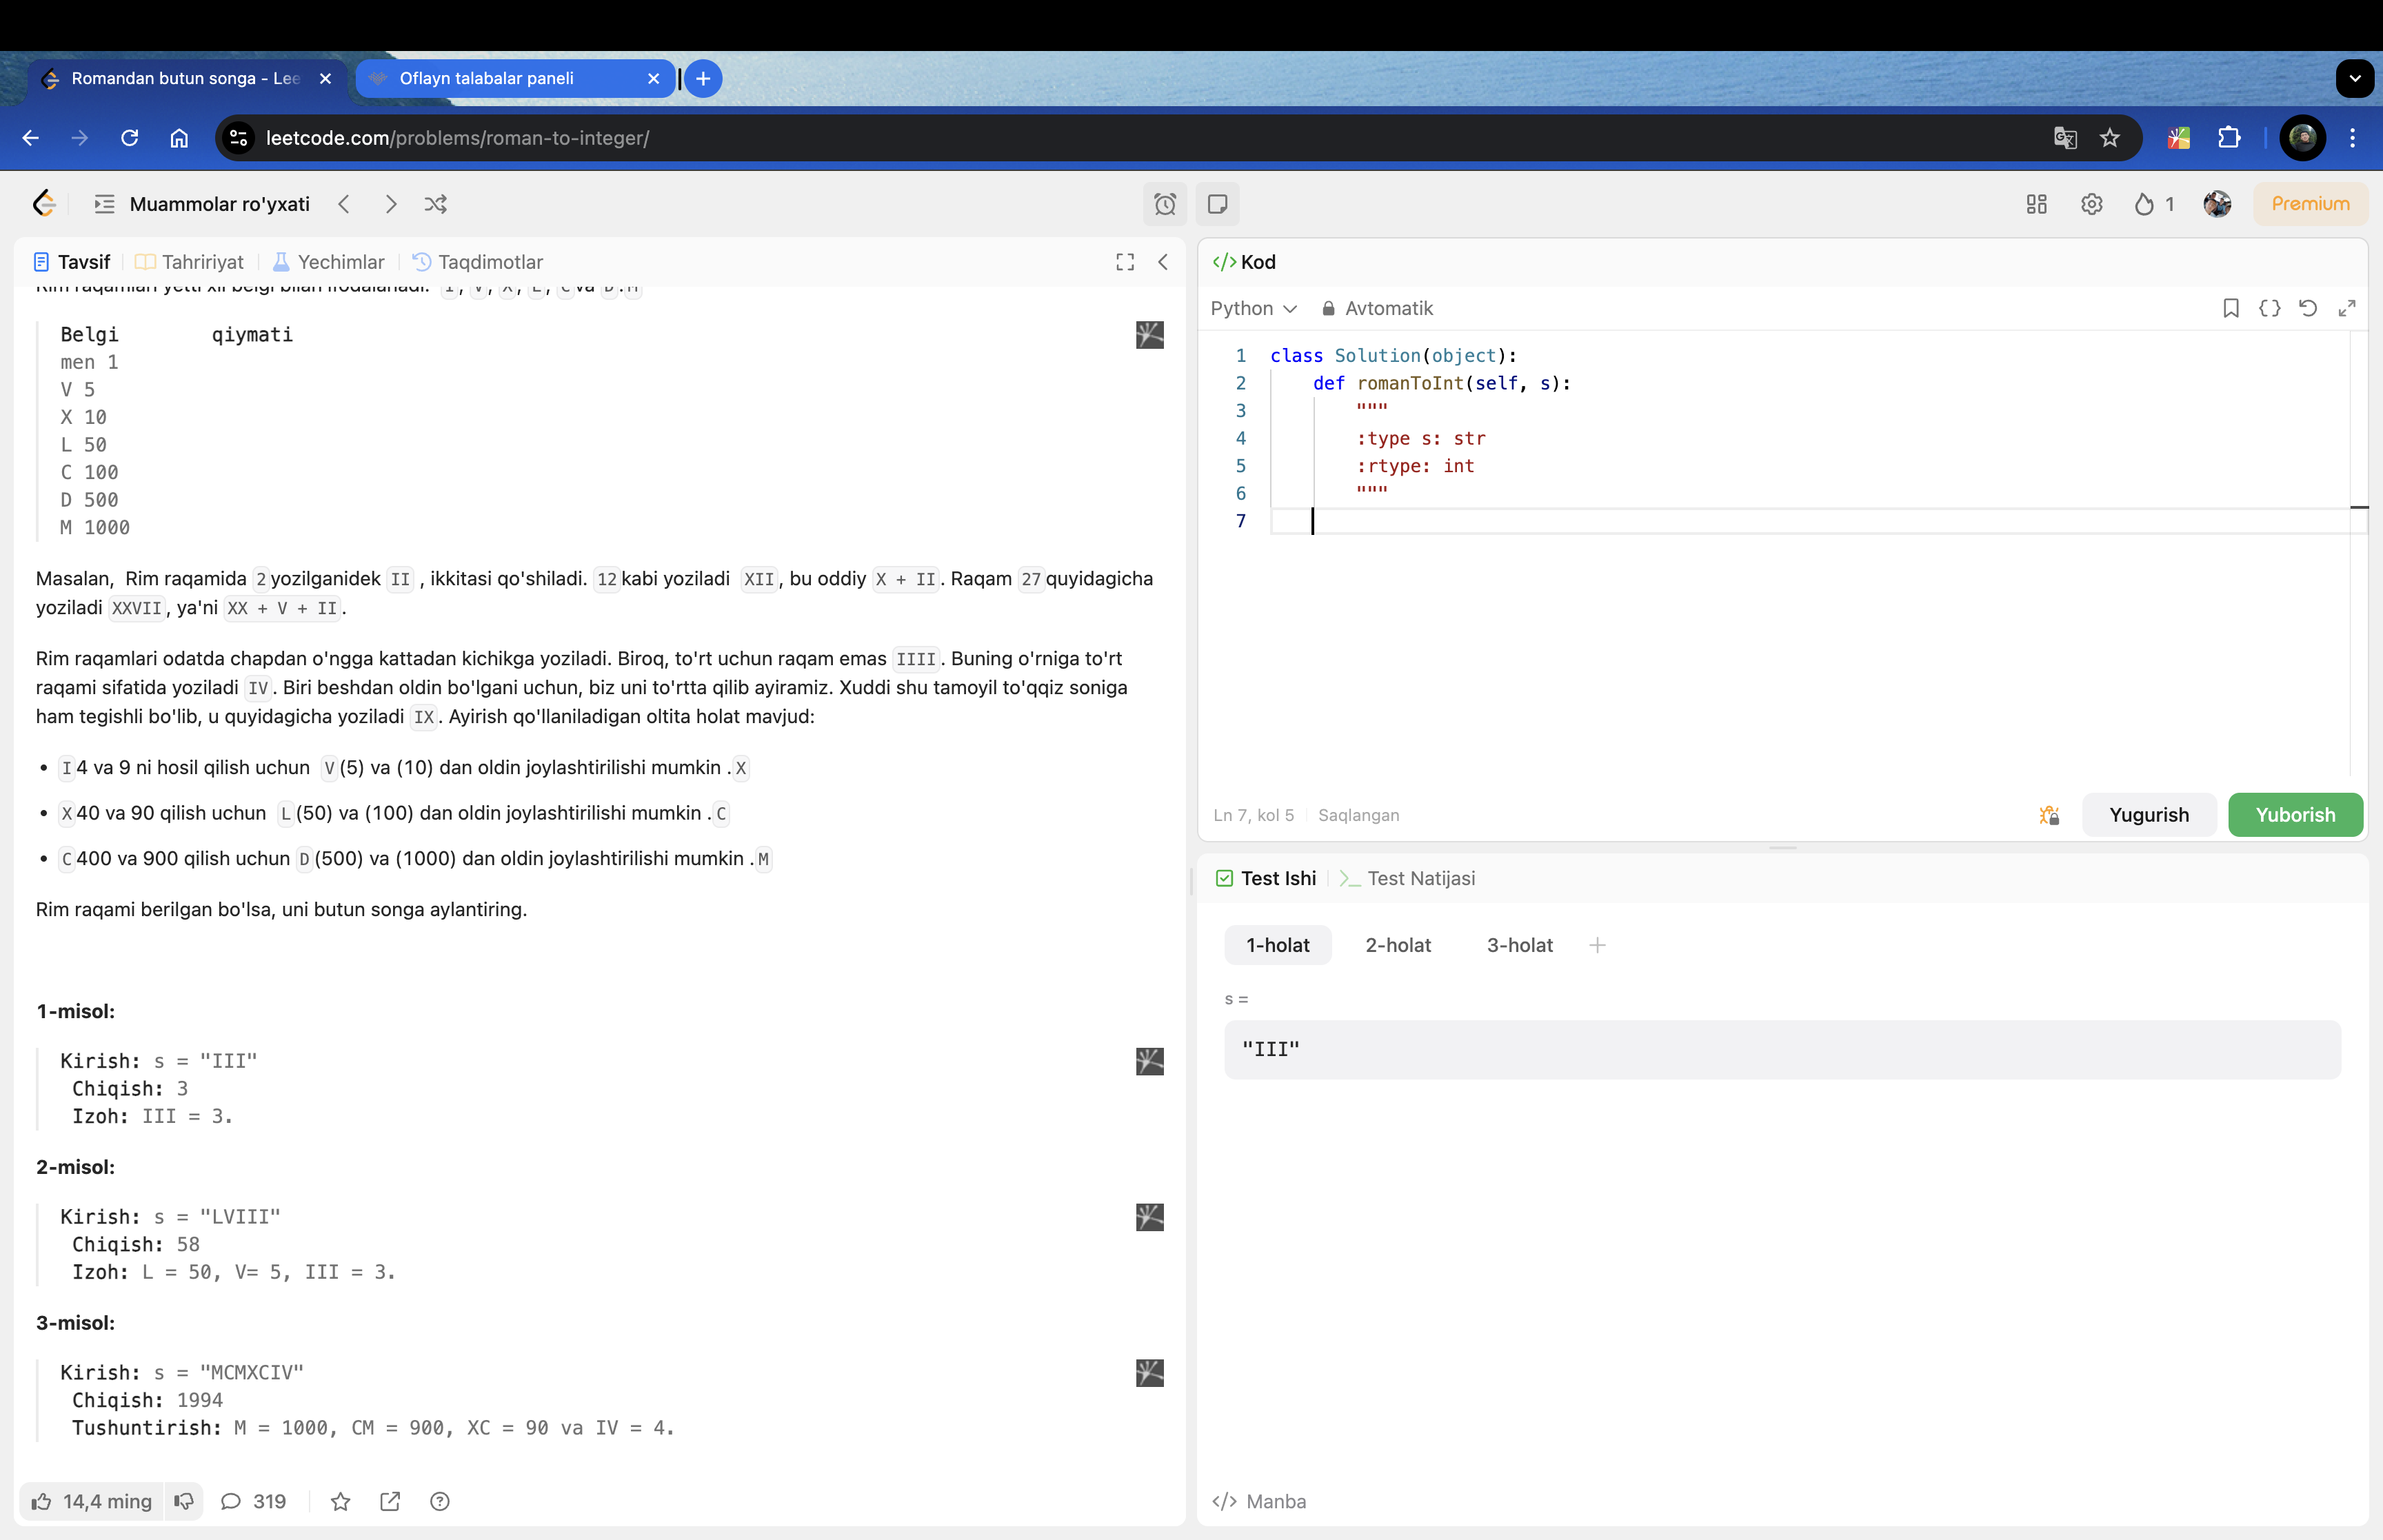 Romandan butun songa - Lee
Oflayn talabalar paneli
leetcode.com/problems/roman-to-integer/
Muammolar ro'yxati
1
Premium
Tavsif
Tahririyat
Yechimlar
Taqdimotlar
Rim raqamlari yetti xil belgi bilan ifodalanadi: I, V, X, L, C va D.M
Belgi qiymati
men 1
V 5
X 10
L 50
C 100
D 500
M 1000
Masalan, Rim raqamida 2 yozilganidek II , ikkitasi qo'shiladi. 12 kabi yoziladi XII, bu oddiy X + II. Raqam 27 quyidagicha
yoziladi XXVII, ya'ni XX + V + II.
Rim raqamlari odatda chapdan o'ngga kattadan kichikga yoziladi. Biroq, to'rt uchun raqam emas IIII. Buning o'rniga to'rt
raqami sifatida yoziladi IV. Biri beshdan oldin bo'lgani uchun, biz uni to'rtta qilib ayiramiz. Xuddi shu tamoyil to'qqiz soniga
ham tegishli bo'lib, u quyidagicha yoziladi IX. Ayirish qo'llaniladigan oltita holat mavjud:
• I 4 va 9 ni hosil qilish uchun V (5) va (10) dan oldin joylashtirilishi mumkin . X
• X 40 va 90 qilish uchun L (50) va (100) dan oldin joylashtirilishi mumkin . C
• C 400 va 900 qilish uchun D (500) va (1000) dan oldin joylashtirilishi mumkin . M
Rim raqami berilgan bo'lsa, uni butun songa aylantiring.
1-misol:
Kirish: s = "III"
Chiqish: 3
Izoh: III = 3.
2-misol:
Kirish: s = "LVIII"
Chiqish: 58
Izoh: L = 50, V= 5, III = 3.
3-misol:
Kirish: s = "MCMXCIV"
Chiqish: 1994
Tushuntirish: M = 1000, CM = 900, XC = 90 va IV = 4.
14,4 ming
319
</> Kod
Python
Avtomatik
1 class Solution(object):
2 def romanToInt(self, s):
3 """
4 :type s: str
5 :rtype: int
6 """
7
Ln 7, kol 5
Saqlangan
Yugurish
Yuborish
Test Ishi
>_ Test Natijasi
1-holat
2-holat
3-holat
s =
"III"
</> Manba